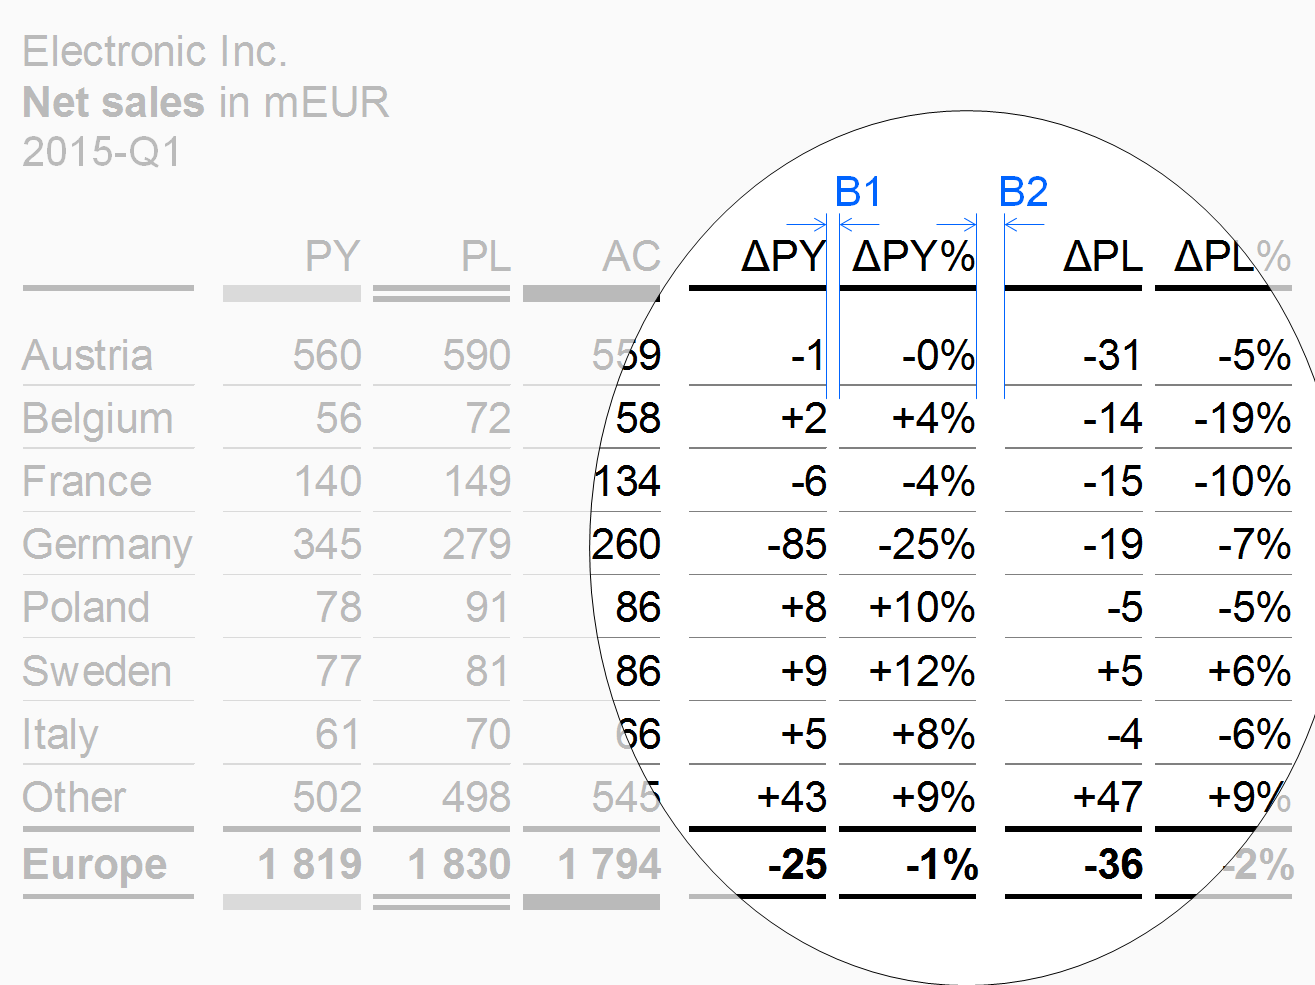 Electronic Inc.
Net sales in mEUR
2015-Q1
B1 B2
PY PL AC ΔPY ΔPY% ΔPL ΔPL%
Austria 560 590 559 -1 -0% -31 -5%
Belgium 56 72 58 +2 +4% -14 -19%
France 140 149 134 -6 -4% -15 -10%
Germany 345 279 260 -85 -25% -19 -7%
Poland 78 91 86 +8 +10% -5 -5%
Sweden 77 81 86 +9 +12% +5 +6%
Italy 61 70 66 +5 +8% -4 -6%
Other 502 498 545 +43 +9% +47 +9%
Europe 1 819 1 830 1 794 -25 -1% -36 -2%